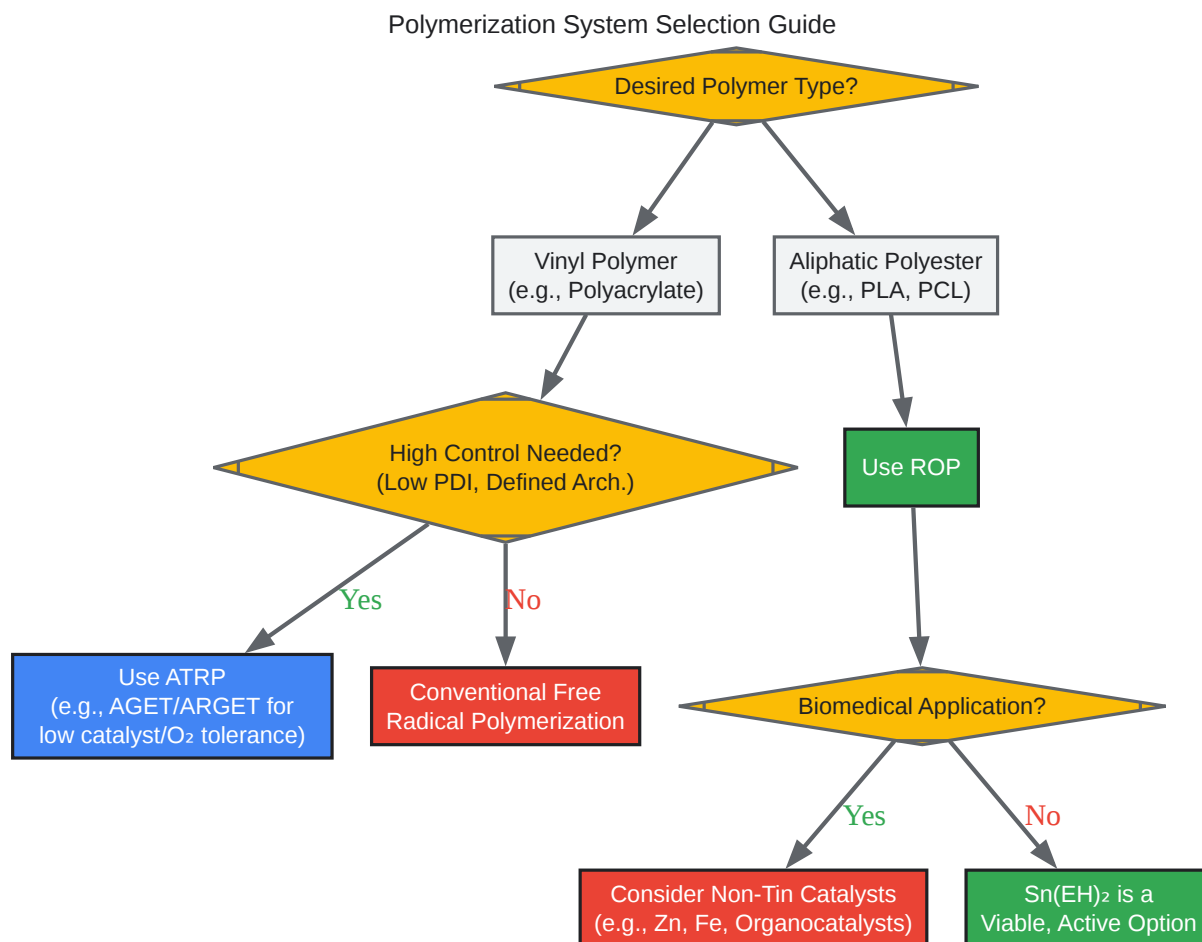 Polymerization System Selection Guide
Desired Polymer Type?
Vinyl Polymer
(e.g., Polyacrylate)
Aliphatic Polyester
(e.g., PLA, PCL)
High Control Needed?
(Low PDI, Defined Arch.)
Use ROP
Yes
No
Use ATRP
(e.g., AGET/ARGET for
low catalyst/O₂ tolerance)
Conventional Free
Radical Polymerization
Biomedical Application?
Yes
No
Consider Non-Tin Catalysts
(e.g., Zn, Fe, Organocatalysts)
Sn(EH)₂ is a
Viable, Active Option